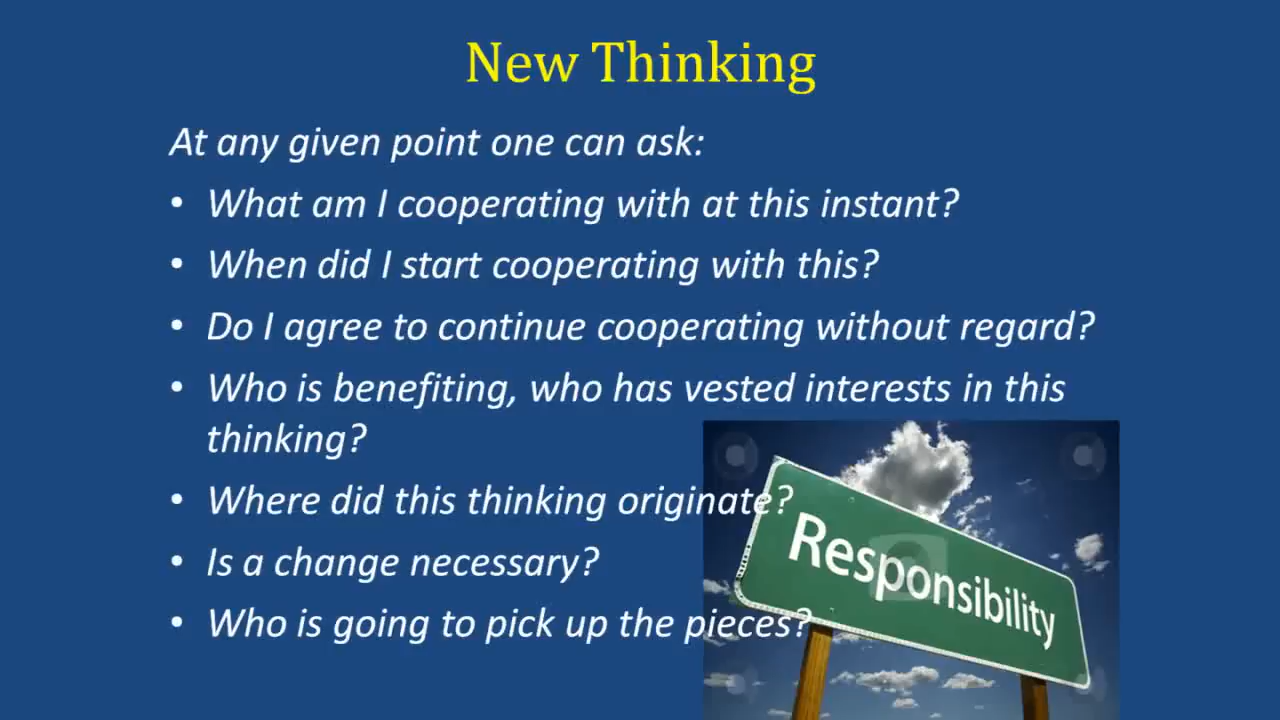 New Thinking
At any given point one can ask:
• What am I cooperating with at this instant?
• When did I start cooperating with this?
• Do I agree to continue cooperating without regard?
• Who is benefiting, who has vested interests in this
thinking?
• Where did this thinking originate?
• Is a change necessary?
• Who is going to pick up the pieces?
Responsibility